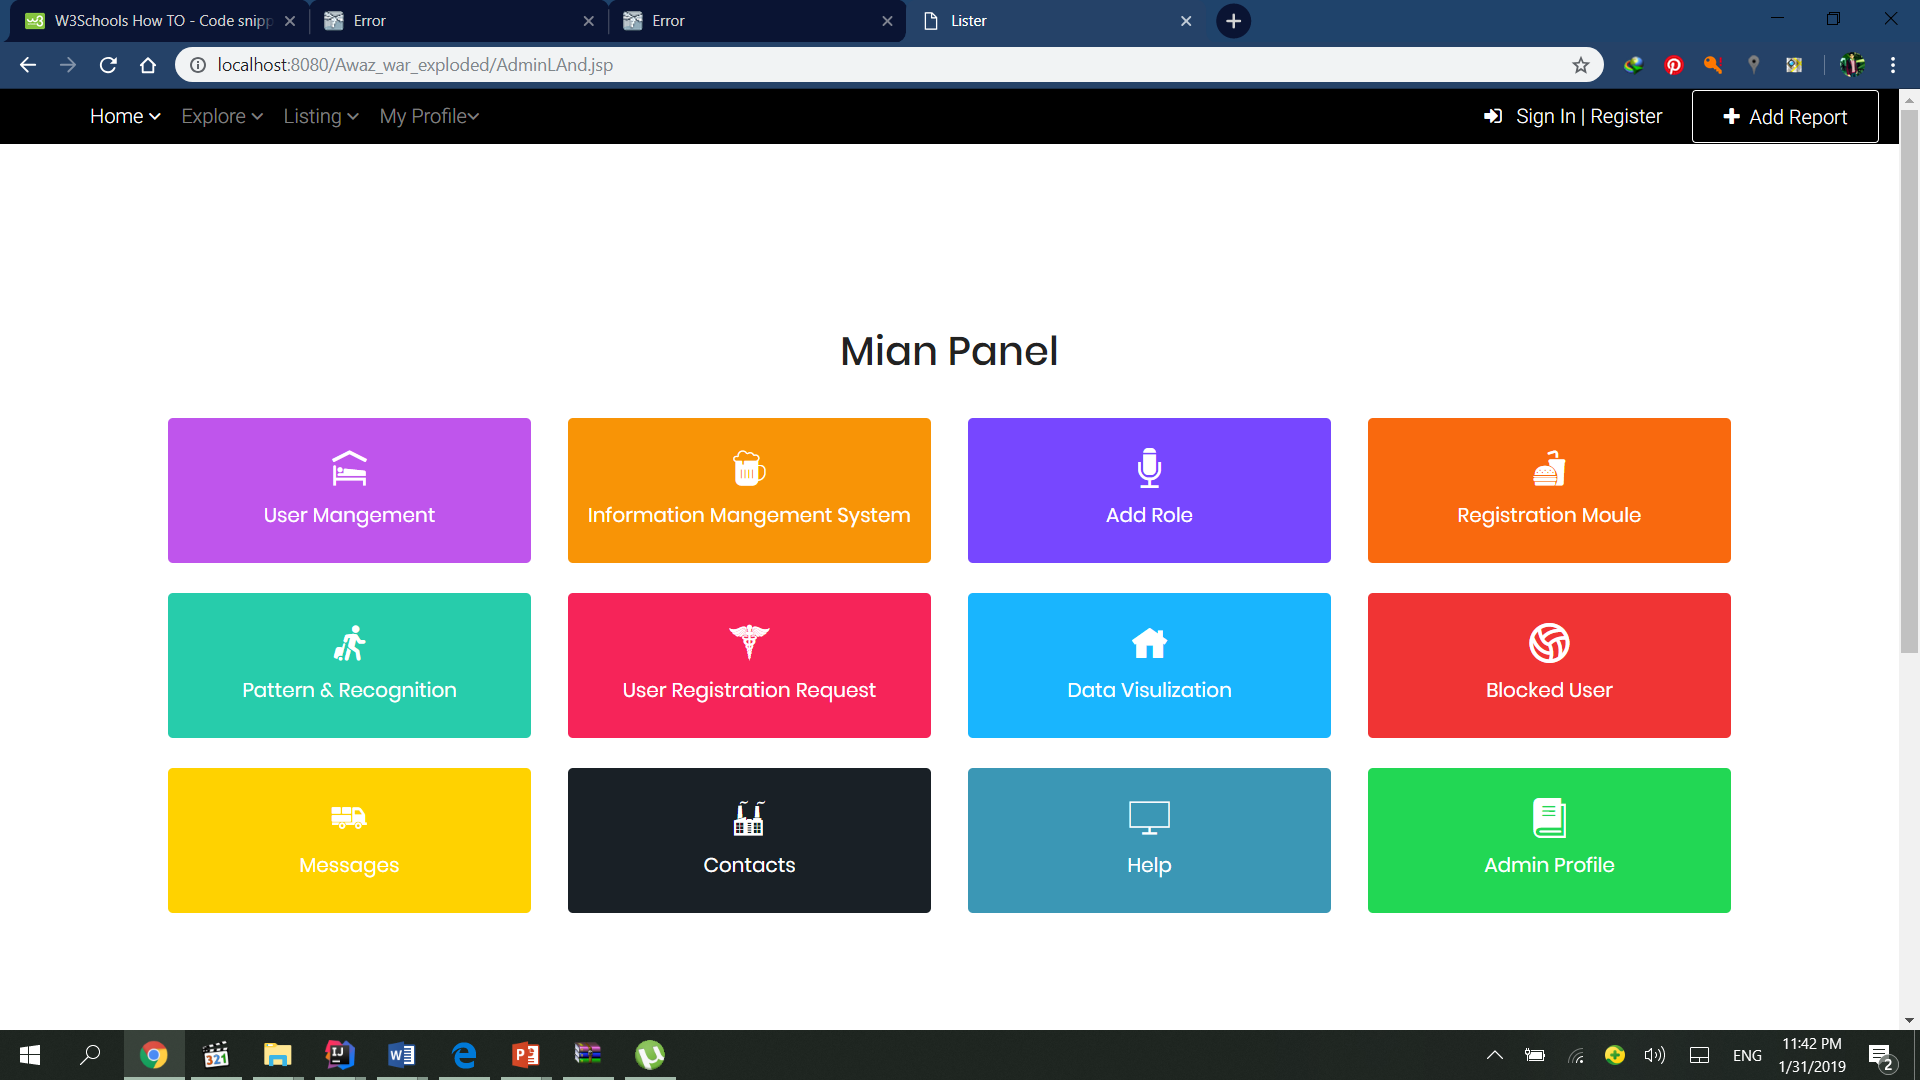 W3Schools How TO - Code snipp
Error
Error
Lister
localhost:8080/Awaz_war_exploded/AdminLAnd.jsp
Home
Explore
Listing
My Profile
Sign In | Register
Add Report
Mian Panel
User Mangement
Information Mangement System
Add Role
Registration Moule
Pattern & Recognition
User Registration Request
Data Visulization
Blocked User
Messages
Contacts
Help
Admin Profile
ENG
11:42 PM
1/31/2019
2